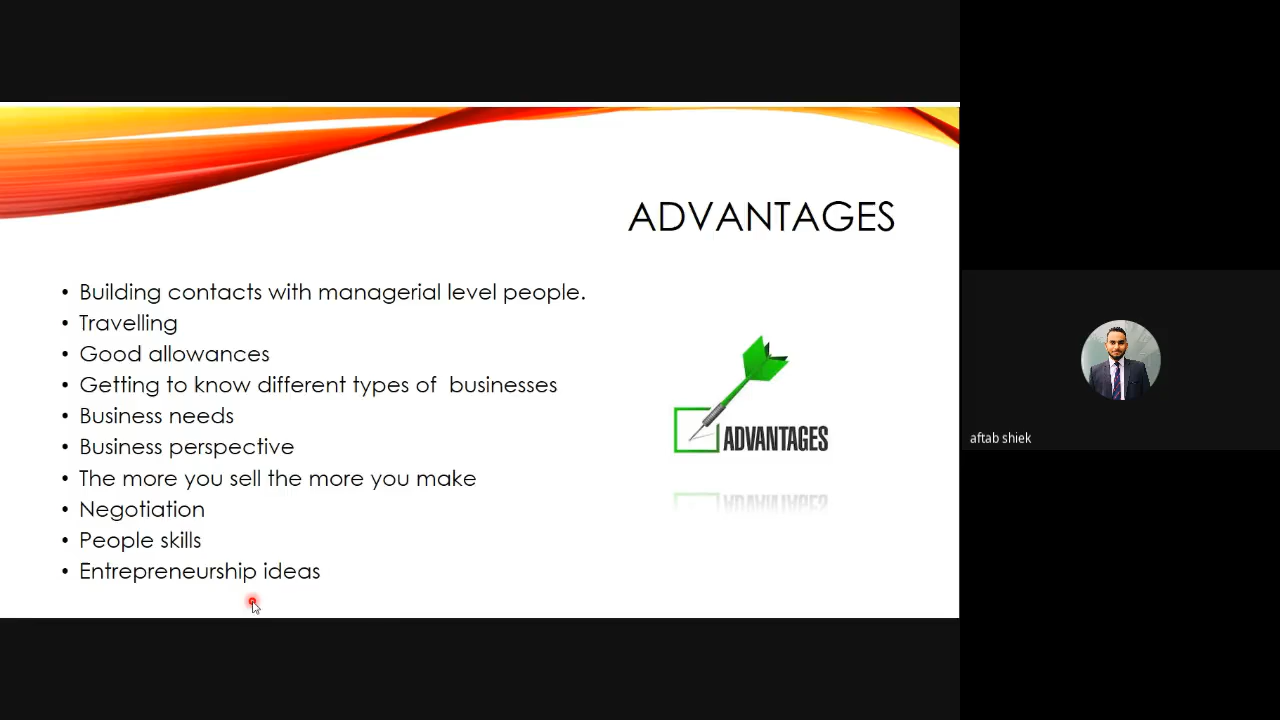 ADVANTAGES
• Building contacts with managerial level people.
• Travelling
• Good allowances
• Getting to know different types of  businesses
• Business needs
• Business perspective
• The more you sell the more you make
• Negotiation
• People skills
• Entrepreneurship ideas
ADVANTAGES
aftab shiek